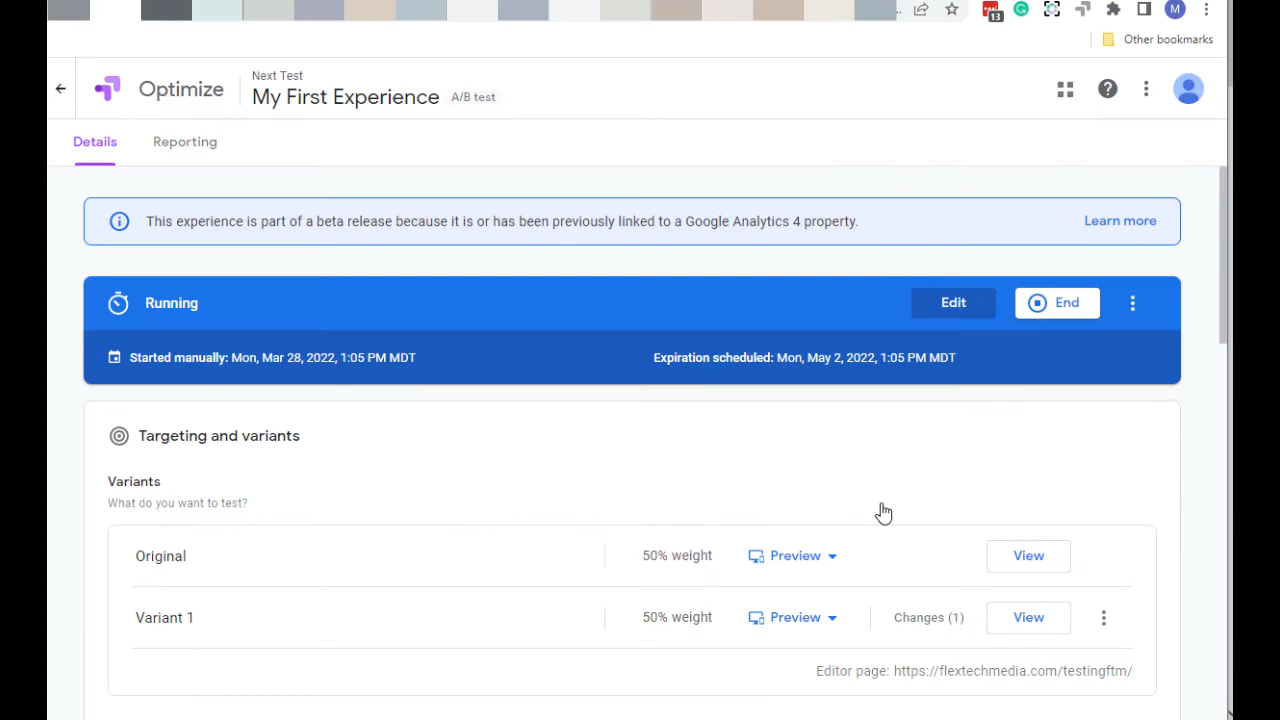 13
M
Other bookmarks
Optimize
Next Test
My First Experience A/B test
Details Reporting
This experience is part of a beta release because it is or has been previously linked to a Google Analytics 4 property. Learn more
Running Edit End
Started manually: Mon, Mar 28, 2022, 1:05 PM MDT Expiration scheduled: Mon, May 2, 2022, 1:05 PM MDT
Targeting and variants
Variants
What do you want to test?
Original 50% weight Preview View
Variant 1 50% weight Preview Changes (1) View
Editor page: https://flextechmedia.com/testingftm/